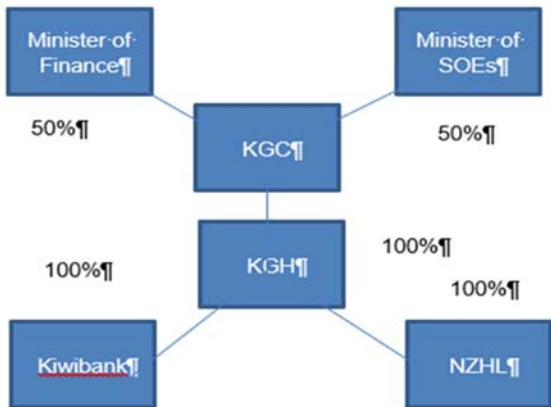 Minister·of·
Finance¶
Minister·of
SOEs¶
50%¶
KGC¶
50%¶
KGH¶
100%¶
100%¶
100%¶
Kiwibank¶
NZHL¶